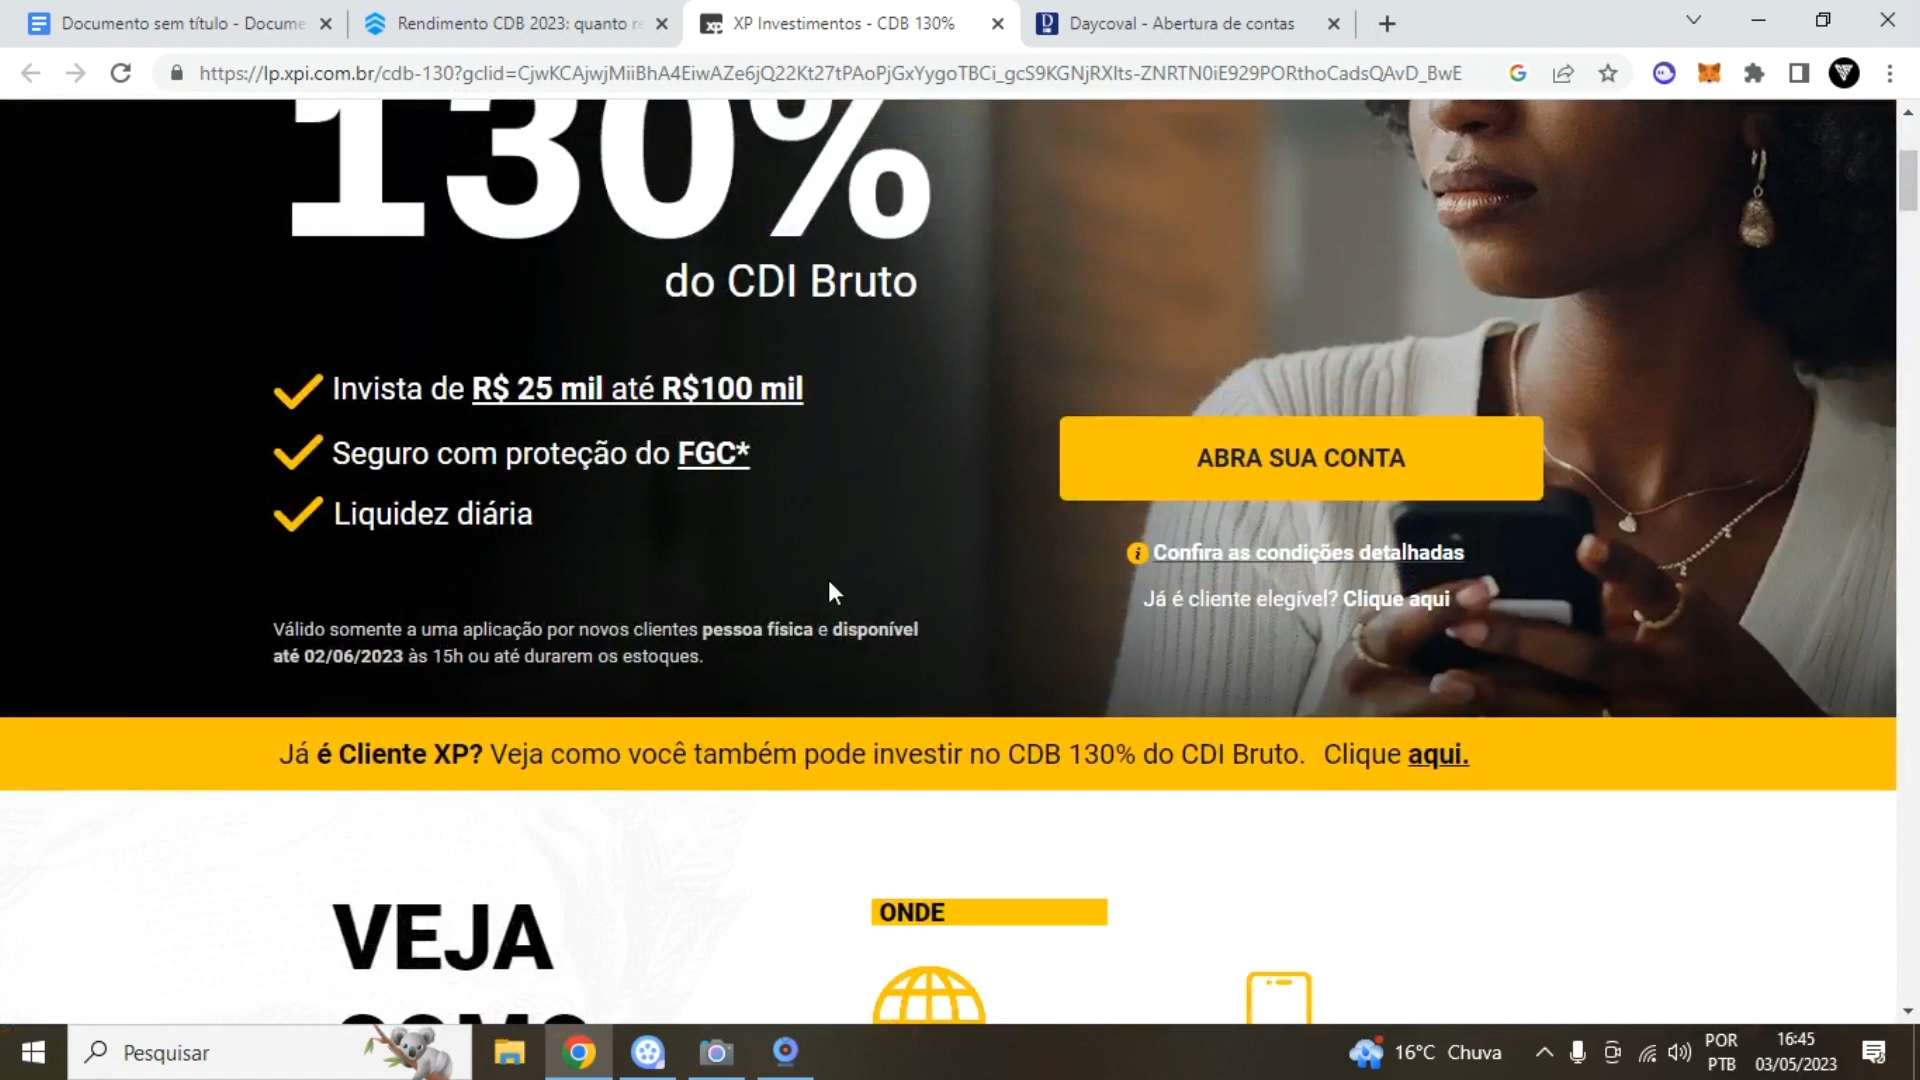 Documento sem título - Docume
Rendimento CDB 2023: quanto re
XP Investimentos - CDB 130%
Daycoval - Abertura de contas
https://lp.xpi.com.br/cdb-130?gclid=CjwKCAjwjMiiBhA4EiwAZe6jQ22Kt27tPAoPjGxYygoTBCi_gcS9KGNjRXIts-ZNRTN0iE929PORthoCadsQAvD_BwE
130%
do CDI Bruto
Invista de R$ 25 mil até R$100 mil
Seguro com proteção do FGC*
Liquidez diária
ABRA SUA CONTA
i Confira as condições detalhadas
Já é cliente elegível? Clique aqui
Válido somente a uma aplicação por novos clientes pessoa física e disponível
até 02/06/2023 às 15h ou até durarem os estoques.
Já é Cliente XP? Veja como você também pode investir no CDB 130% do CDI Bruto. Clique aqui.
VEJA
COMO
ONDE
Pesquisar
16°C Chuva
POR
PTB
16:45
03/05/2023